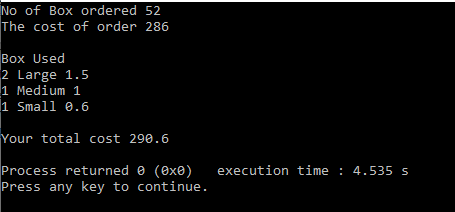 No of Box ordered 52
The cost of order 286
Box Used
2 Large 1.5
1 Medium 1
1 Small 0.6
Your total cost 290.6
Process returned 0 (0x0)   execution time : 4.535 s
Press any key to continue.